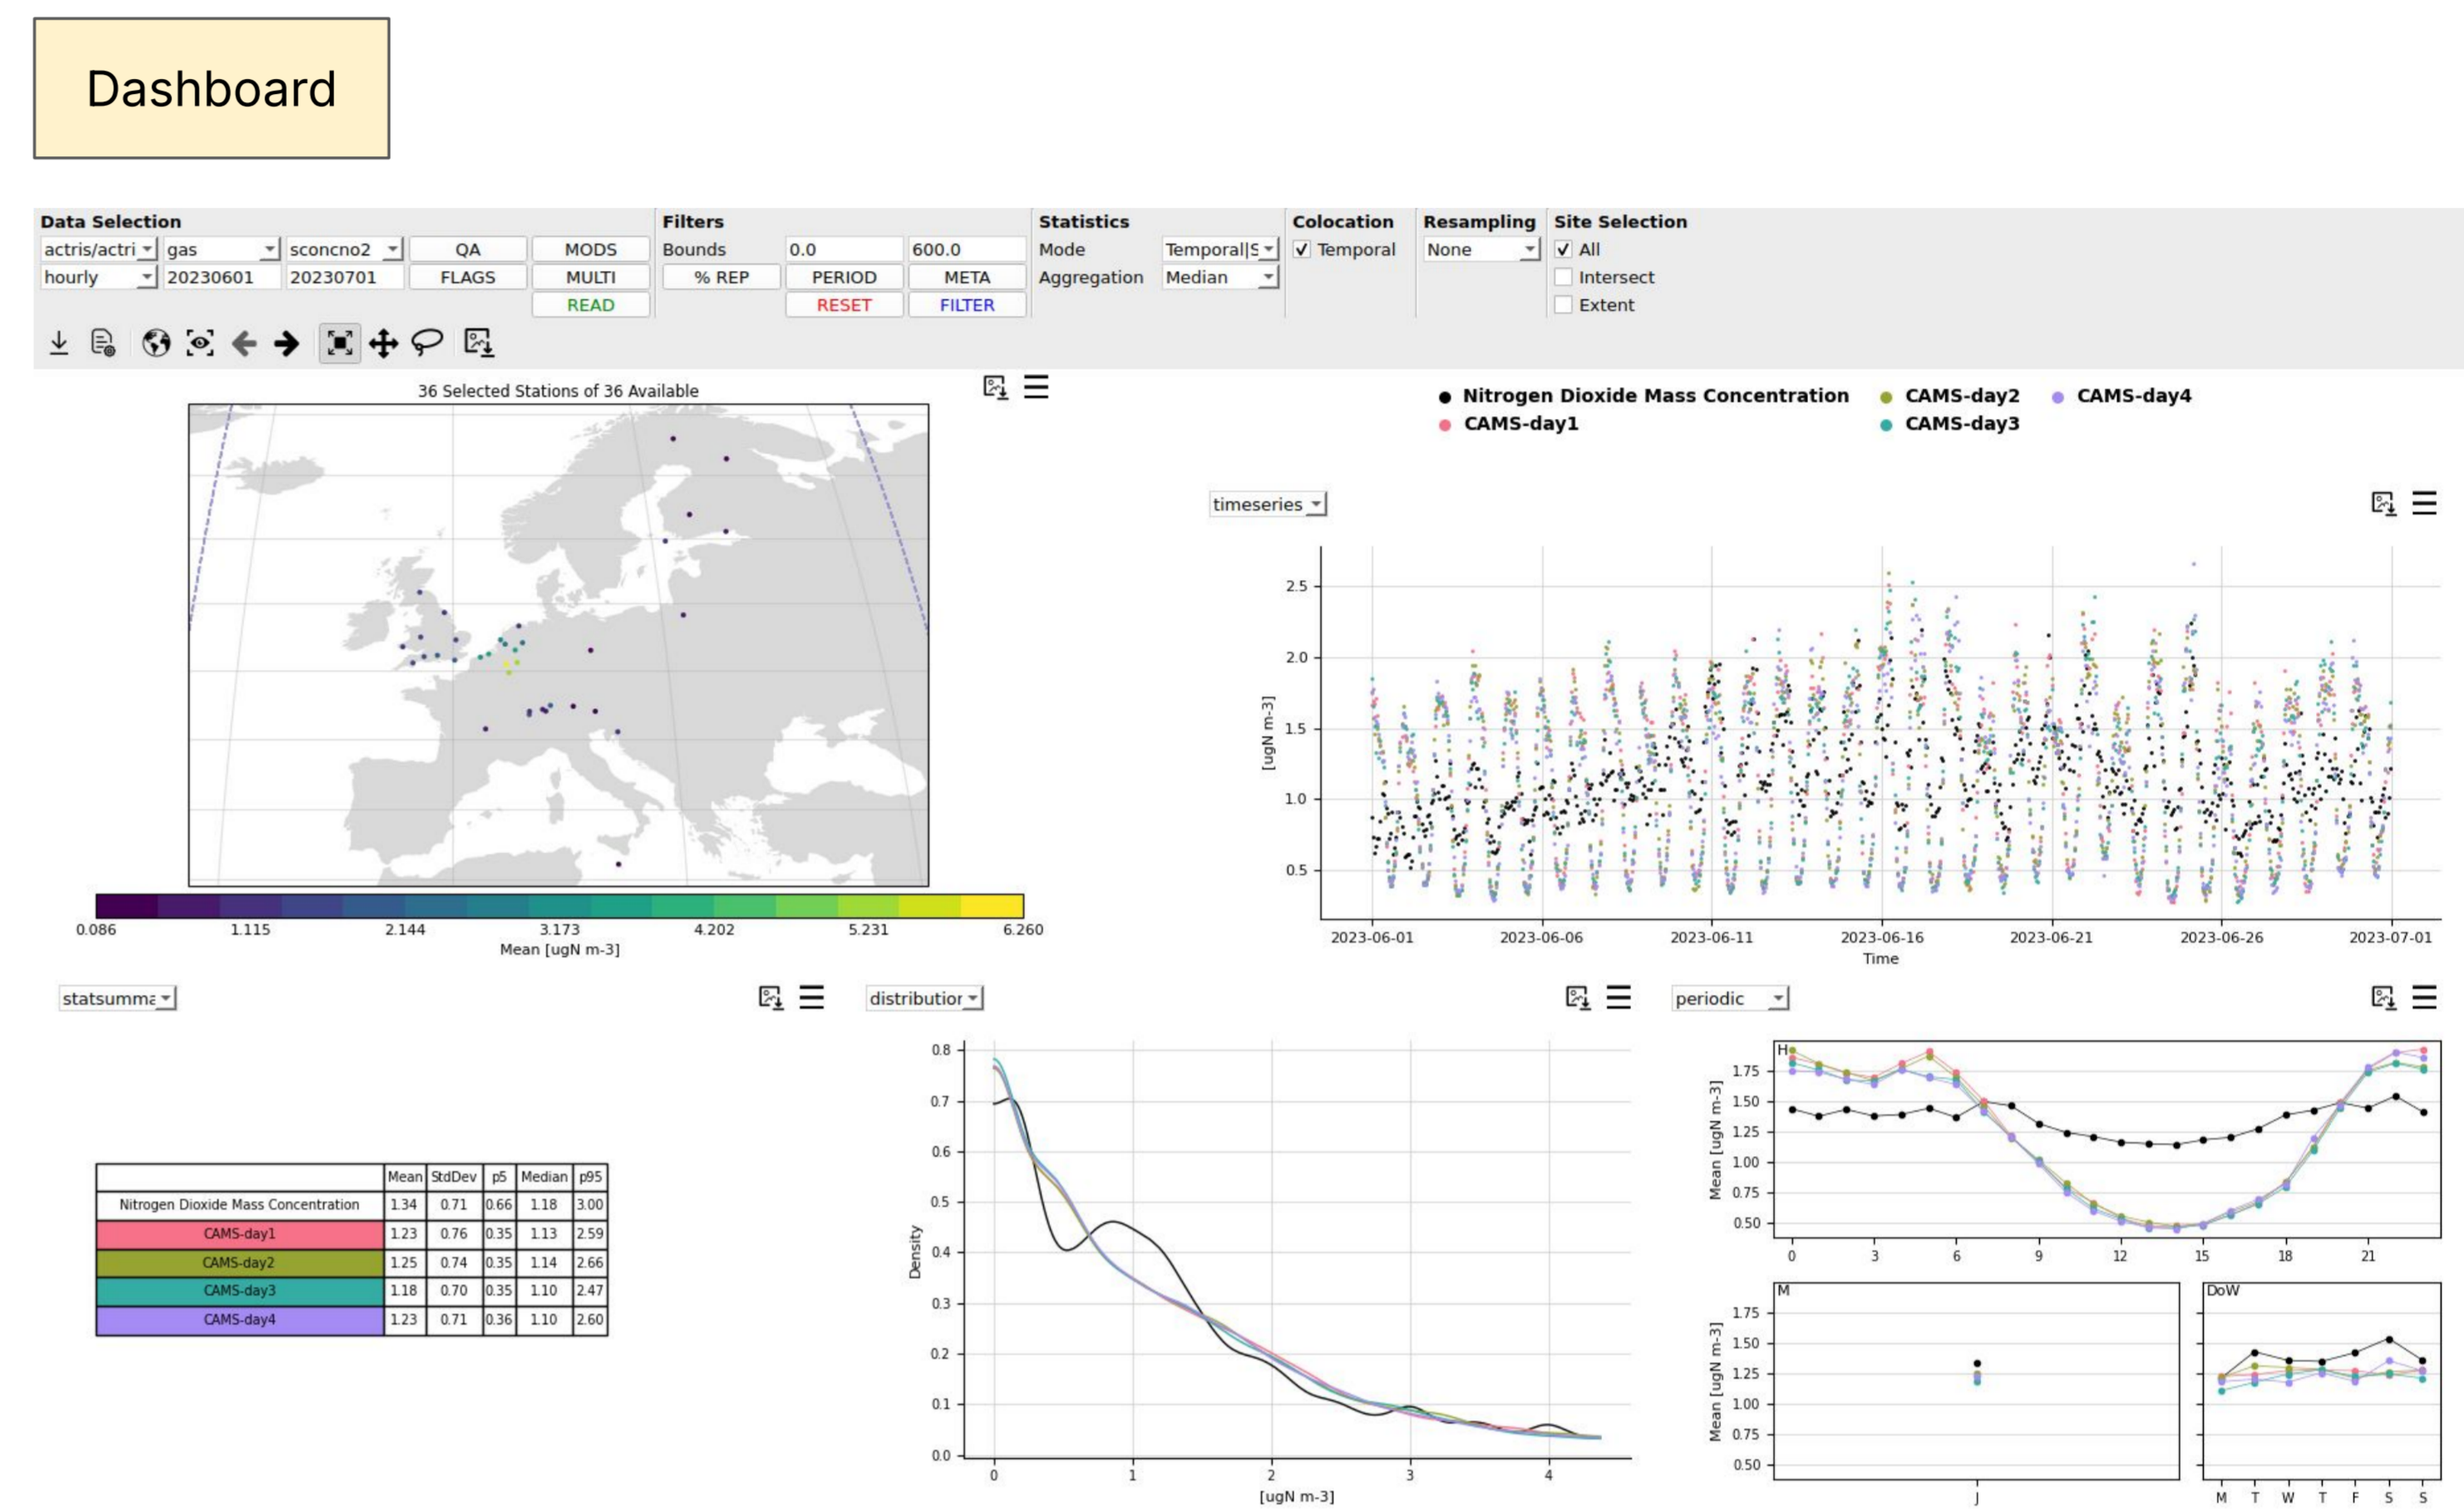 Dashboard
Data Selection Filters Statistics Colocation Resampling Site Selection
actris/actri gas sconcno2 QA MODS Bounds 0.0 600.0 Mode Temporal|S Temporal None All
hourly 20230601 20230701 FLAGS MULTI % REP PERIOD META Aggregation Median Intersect
READ RESET FILTER Extent
36 Selected Stations of 36 Available
0.086 1.115 2.144 3.173 4.202 5.231 6.260
Mean [ugN m-3]
Nitrogen Dioxide Mass Concentration CAMS-day2 CAMS-day4
CAMS-day1 CAMS-day3
timeseries
2.5
2.0
1.5
1.0
0.5
[ugN m-3]
2023-06-01 2023-06-06 2023-06-11 2023-06-16 2023-06-21 2023-06-26 2023-07-01
Time
statsumma
Mean StdDev p5 Median p95
Nitrogen Dioxide Mass Concentration 1.34 0.71 0.66 1.18 3.00
CAMS-day1 1.23 0.76 0.35 1.13 2.59
CAMS-day2 1.25 0.74 0.35 1.14 2.66
CAMS-day3 1.18 0.70 0.35 1.10 2.47
CAMS-day4 1.23 0.71 0.36 1.10 2.60
distribution
0.8
0.7
0.6
0.5
0.4
0.3
0.2
0.1
0.0
Density
0 1 2 3 4
[ugN m-3]
periodic
H
1.75
1.50
1.25
1.00
0.75
0.50
Mean [ugN m-3]
0 3 6 9 12 15 18 21
M
1.75
1.50
1.25
1.00
0.75
0.50
Mean [ugN m-3]
J
DoW
M T W T F S S